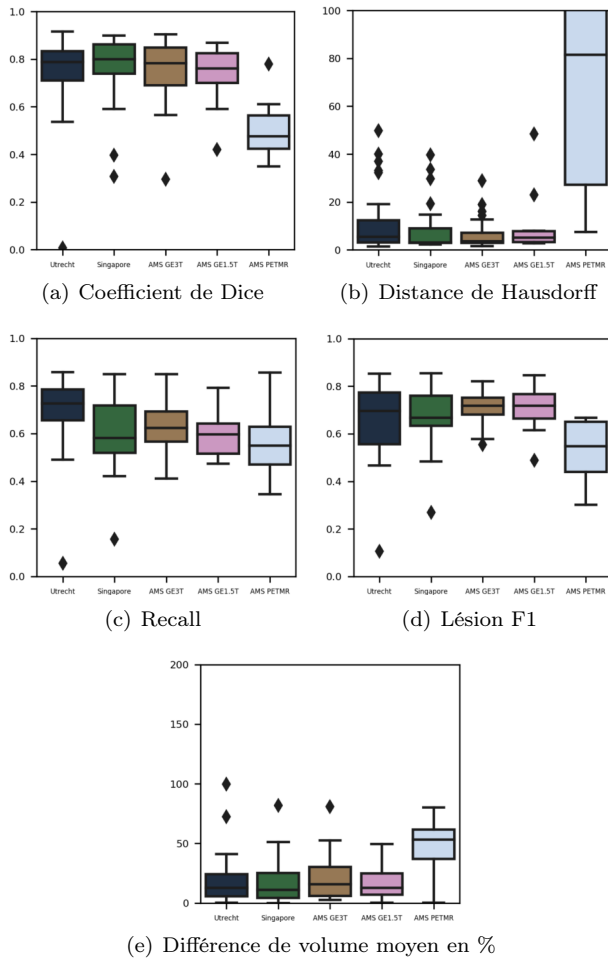 1.0
0.8
0.6
0.4
0.2
0.0
Utrecht Singapore AMS GE3T AMS GE1.5T AMS PETMR
(a) Coefficient de Dice
100
80
60
40
20
0
Utrecht Singapore AMS GE3T AMS GE1.5T AMS PETMR
(b) Distance de Hausdorff
1.0
0.8
0.6
0.4
0.2
0.0
Utrecht Singapore AMS GE3T AMS GE1.5T AMS PETMR
(c) Recall
1.0
0.8
0.6
0.4
0.2
0.0
Utrecht Singapore AMS GE3T AMS GE1.5T AMS PETMR
(d) Lésion F1
200
150
100
50
0
Utrecht Singapore AMS GE3T AMS GE1.5T AMS PETMR
(e) Différence de volume moyen en %